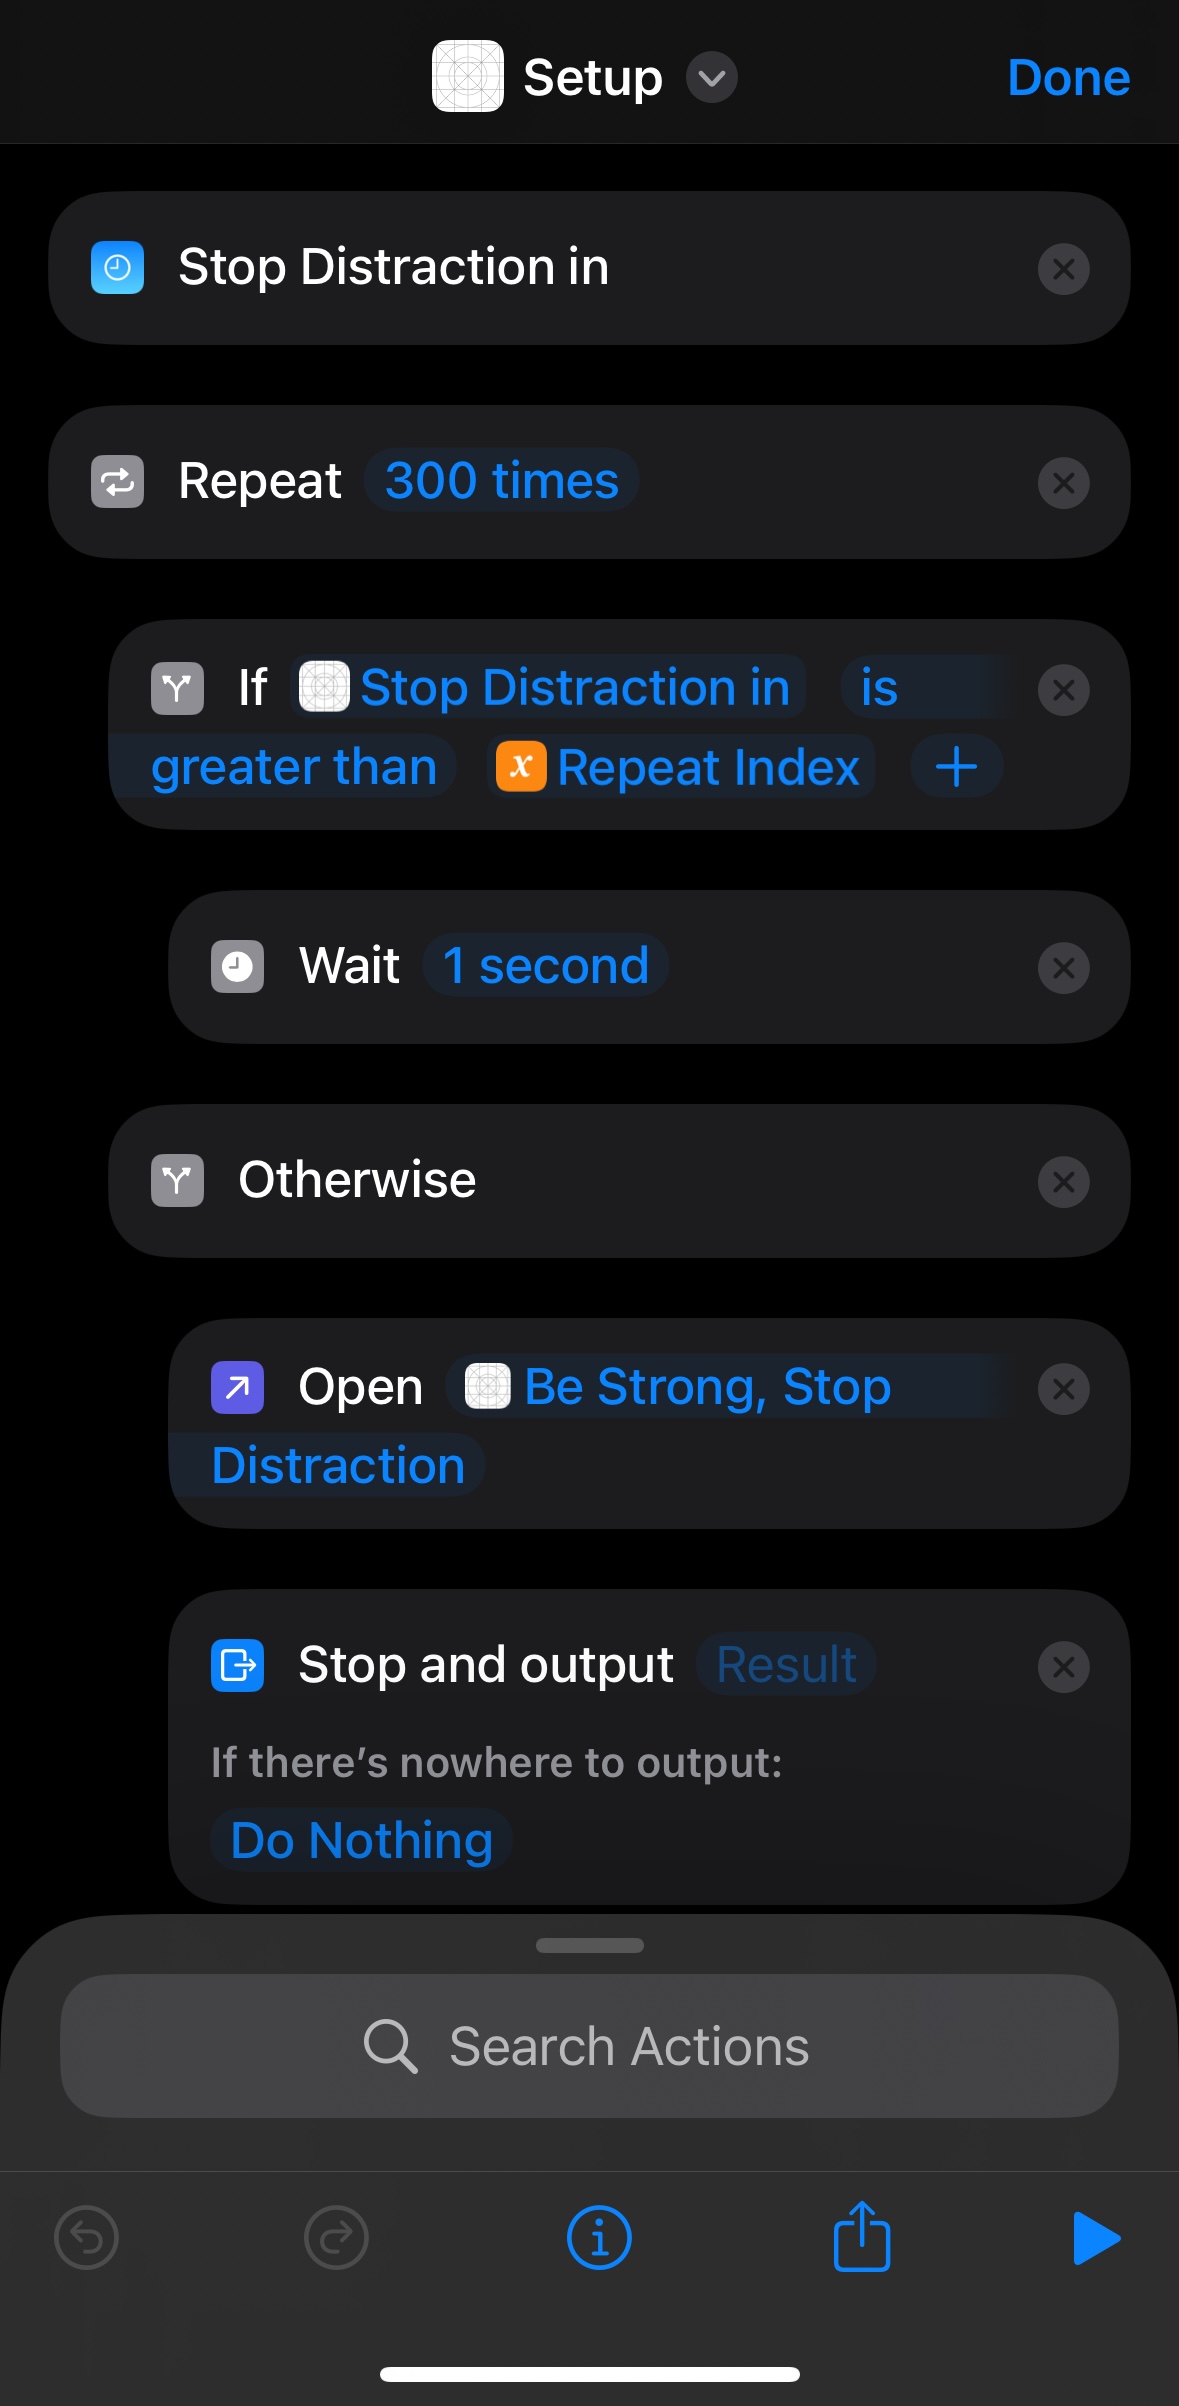 Setup
Done
Stop Distraction in
Repeat 300 times
If Stop Distraction in is
greater than x Repeat Index +
Wait 1 second
Otherwise
Open Be Strong, Stop
Distraction
Stop and output Result
If there’s nowhere to output:
Do Nothing
Search Actions